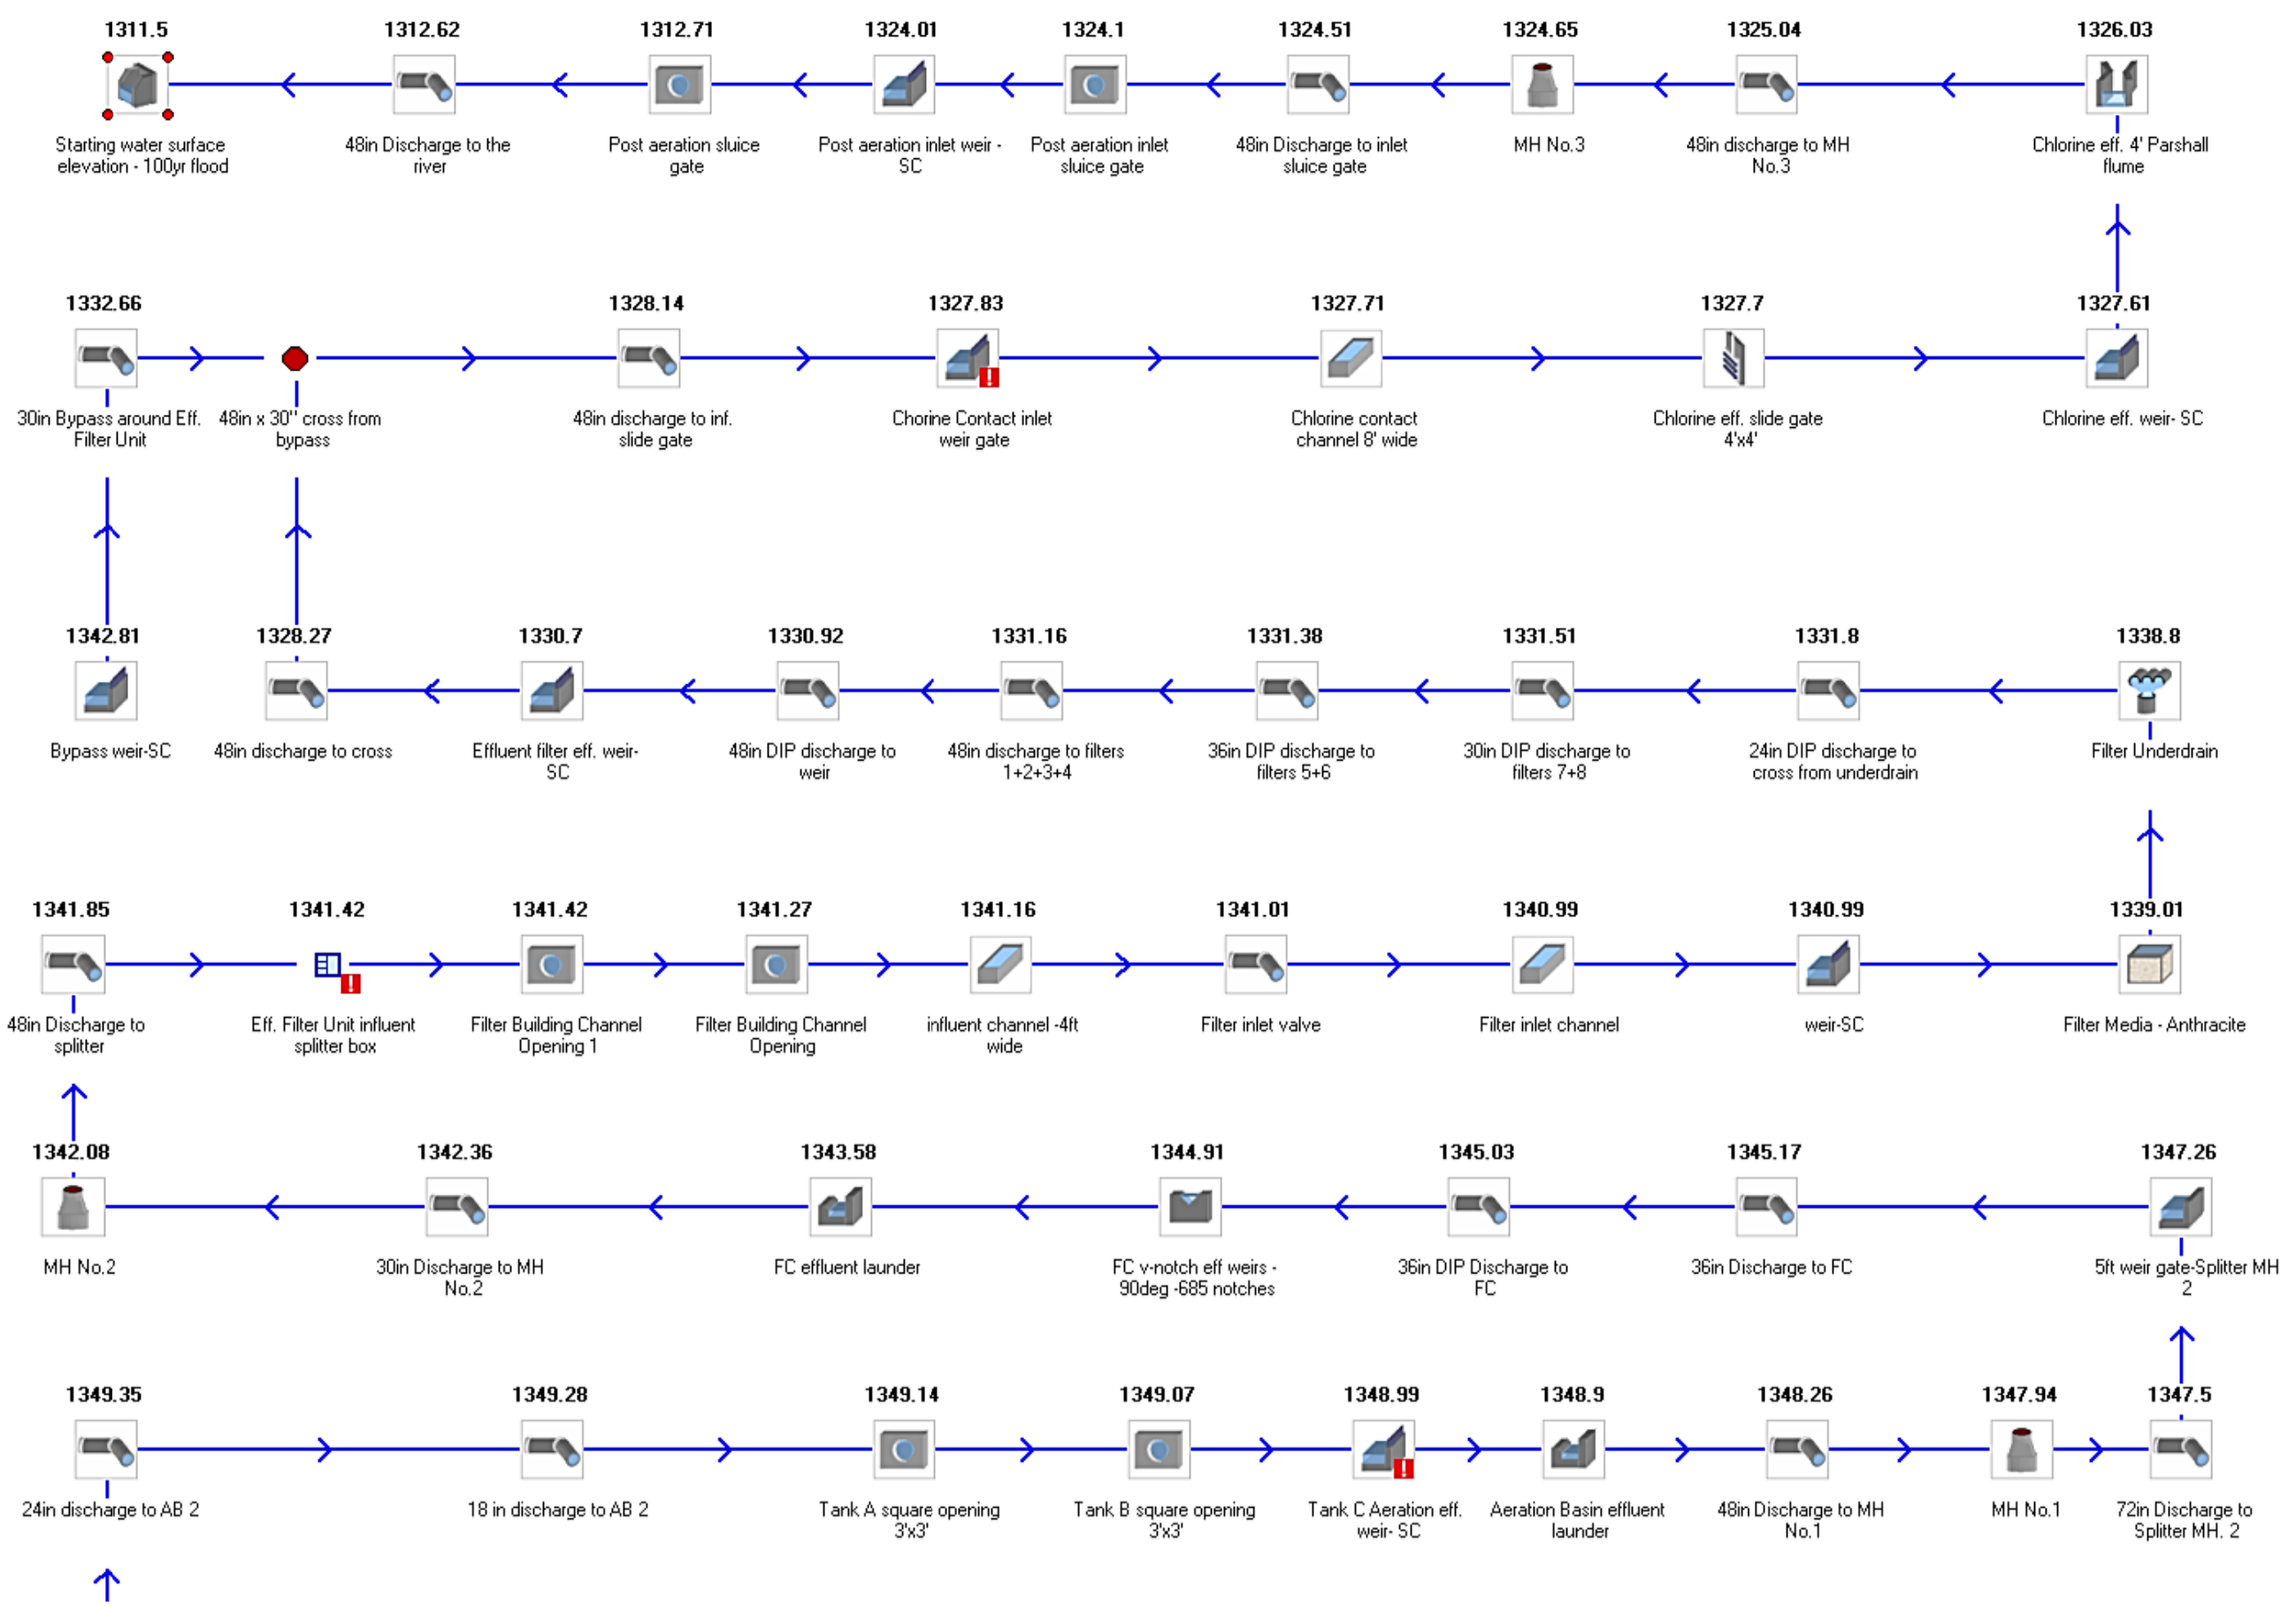 1311.5 1312.62 1312.71 1324.01 1324.1 1324.51 1324.65 1325.04 1326.03
Starting water surface 48in Discharge to the Post aeration sluice Post aeration inlet weir - Post aeration inlet 48in Discharge to inlet MH No.3 48in discharge to MH Chlorine eff. 4' Parshall
elevation - 100yr flood river gate SC sluice gate sluice gate No.3 flume
1332.66 1328.14 1327.83 1327.71 1327.7 1327.61
30in Bypass around Eff. 48in x 30" cross from 48in discharge to inf. Chorine Contact inlet Chlorine contact Chlorine eff. slide gate Chlorine eff. weir- SC
Filter Unit bypass slide gate weir gate channel 8' wide 4'x4'
1342.81 1328.27 1330.7 1330.92 1331.16 1331.38 1331.51 1331.8 1338.8
Bypass weir-SC 48in discharge to cross Effluent filter eff. weir- 48in DIP discharge to 48in discharge to filters 36in DIP discharge to 30in DIP discharge to 24in DIP discharge to Filter Underdrain
SC weir 1+2+3+4 filters 5+6 filters 7+8 cross from underdrain
1341.85 1341.42 1341.42 1341.27 1341.16 1341.01 1340.99 1340.99 1339.01
48in Discharge to Eff. Filter Unit influent Filter Building Channel Filter Building Channel influent channel -4ft Filter inlet valve Filter inlet channel weir-SC Filter Media - Anthracite
splitter splitter box Opening 1 Opening wide
1342.08 1342.36 1343.58 1344.91 1345.03 1345.17 1347.26
MH No.2 30in Discharge to MH FC effluent launder FC v-notch eff weirs - 36in DIP Discharge to 36in Discharge to FC 5ft weir gate-Splitter MH
No.2 90deg -685 notches FC 2
1349.35 1349.28 1349.14 1349.07 1348.99 1348.9 1348.26 1347.94 1347.5
24in discharge to AB 2 18 in discharge to AB 2 Tank A square opening Tank B square opening Tank C Aeration eff. Aeration Basin effluent 48in Discharge to MH MH No.1 72in Discharge to
3'x3' 3'x3' weir- SC launder No.1 Splitter MH. 2